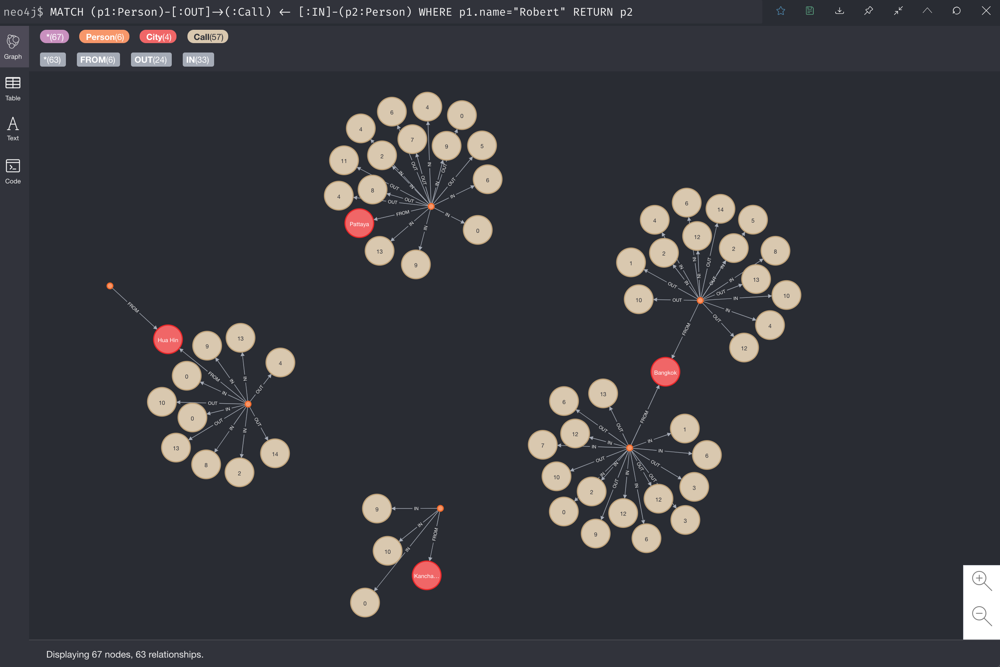 neo4j$ MATCH (p1:Person)-[:OUT]→(:Call) ← [:IN]-(p2:Person) WHERE p1.name="Robert" RETURN p2
*(67) Person(6) City(4) Call(57)
*(63) FROM(6) OUT(24) IN(33)
Graph
Table
Text
Code
4
6
0
4
7
9
5
2
11
6
8
4
Pattaya
0
13
9
OUT
IN
OUT
IN
OUT
IN
OUT
OUT
IN
IN
OUT
OUT
OUT
FROM
IN
IN
IN
6
14
4
5
12
2
8
2
1
13
10
10
4
12
IN
OUT
IN
IN
IN
IN
OUT
IN
OUT
OUT
OUT
IN
IN
OUT
FROM
Bangkok
FROM
Hua Hin
13
9
4
0
10
0
13
14
8
2
FROM
IN
IN
OUT
IN
OUT
IN
OUT
IN
IN
OUT
13
6
1
12
7
6
10
3
2
12
0
12
3
9
6
FROM
OUT
OUT
IN
IN
IN
IN
OUT
OUT
IN
IN
OUT
IN
IN
OUT
OUT
9
IN
IN
10
IN
FROM
Kancha...
0
Displaying 67 nodes, 63 relationships.